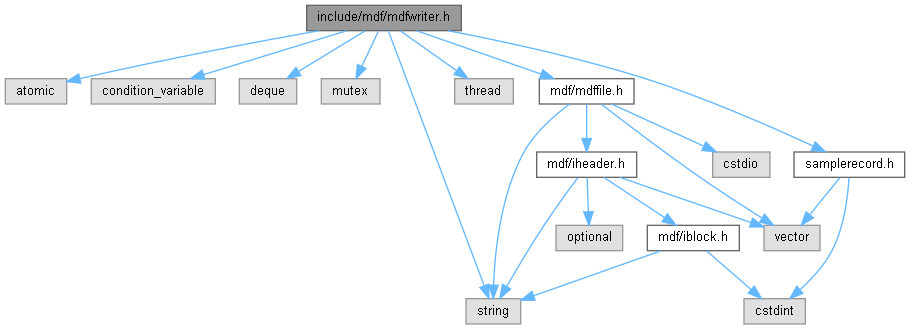 include/mdf/mdfwriter.h
atomic
condition_variable
deque
mutex
thread
mdf/mdffile.h
mdf/iheader.h
cstdio
samplerecord.h
optional
mdf/iblock.h
vector
string
cstdint